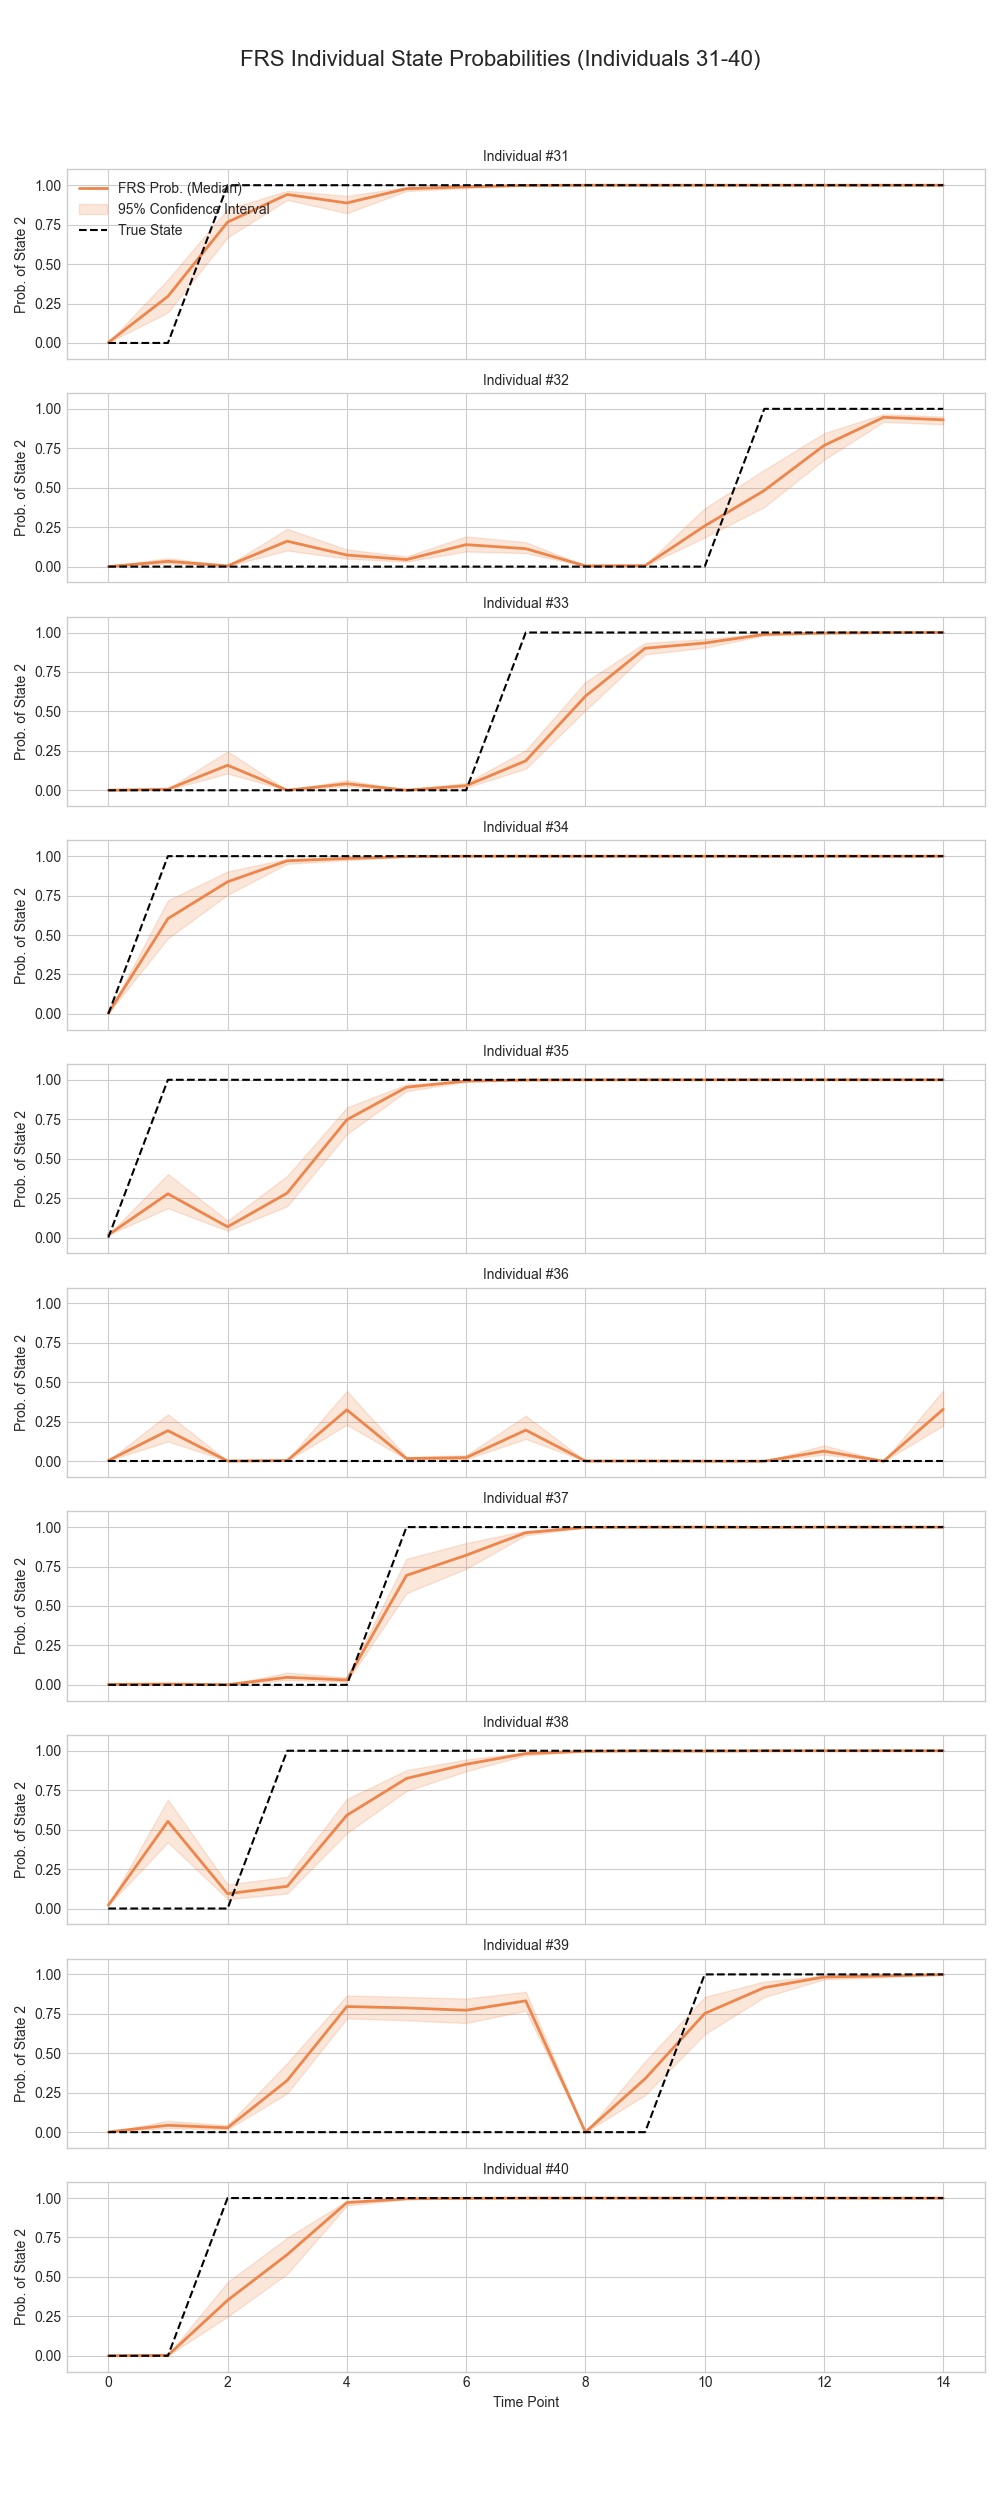 FRS Individual State Probabilities (Individuals 31-40)
Individual #31
FRS Prob. (Median)
95% Confidence Interval
True State
Prob. of State 2
1.00
0.75
0.50
0.25
0.00
Individual #32
Prob. of State 2
1.00
0.75
0.50
0.25
0.00
Individual #33
Prob. of State 2
1.00
0.75
0.50
0.25
0.00
Individual #34
Prob. of State 2
1.00
0.75
0.50
0.25
0.00
Individual #35
Prob. of State 2
1.00
0.75
0.50
0.25
0.00
Individual #36
Prob. of State 2
1.00
0.75
0.50
0.25
0.00
Individual #37
Prob. of State 2
1.00
0.75
0.50
0.25
0.00
Individual #38
Prob. of State 2
1.00
0.75
0.50
0.25
0.00
Individual #39
Prob. of State 2
1.00
0.75
0.50
0.25
0.00
Individual #40
Prob. of State 2
1.00
0.75
0.50
0.25
0.00
0 2 4 6 8 10 12 14
Time Point